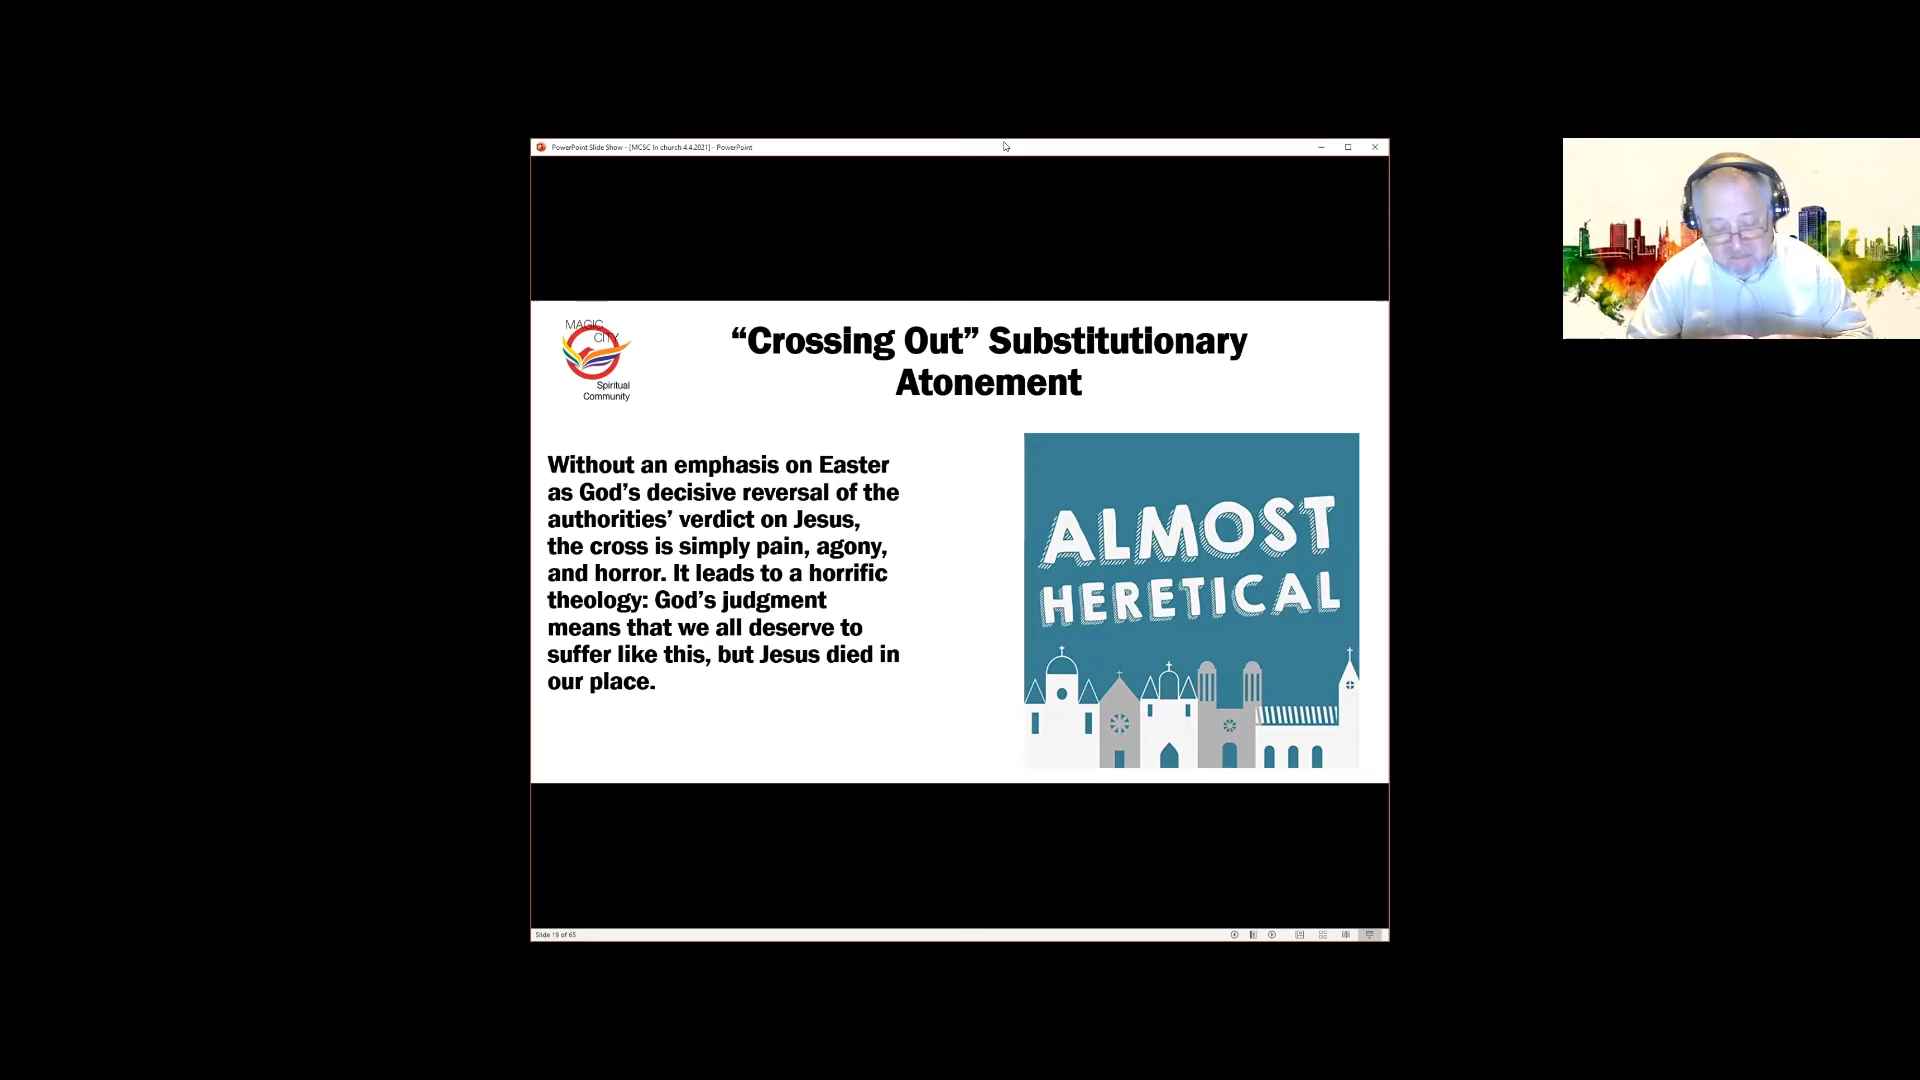 PowerPoint Slide Show - [MCSC In church 4.4.2021] - PowerPoint
MAGIC
CITY
Spiritual
Community
“Crossing Out” Substitutionary
Atonement
Without an emphasis on Easter
as God’s decisive reversal of the
authorities’ verdict on Jesus,
the cross is simply pain, agony,
and horror. It leads to a horrific
theology: God’s judgment
means that we all deserve to
suffer like this, but Jesus died in
our place.
ALMOST
HERETICAL
Slide 19 of 65